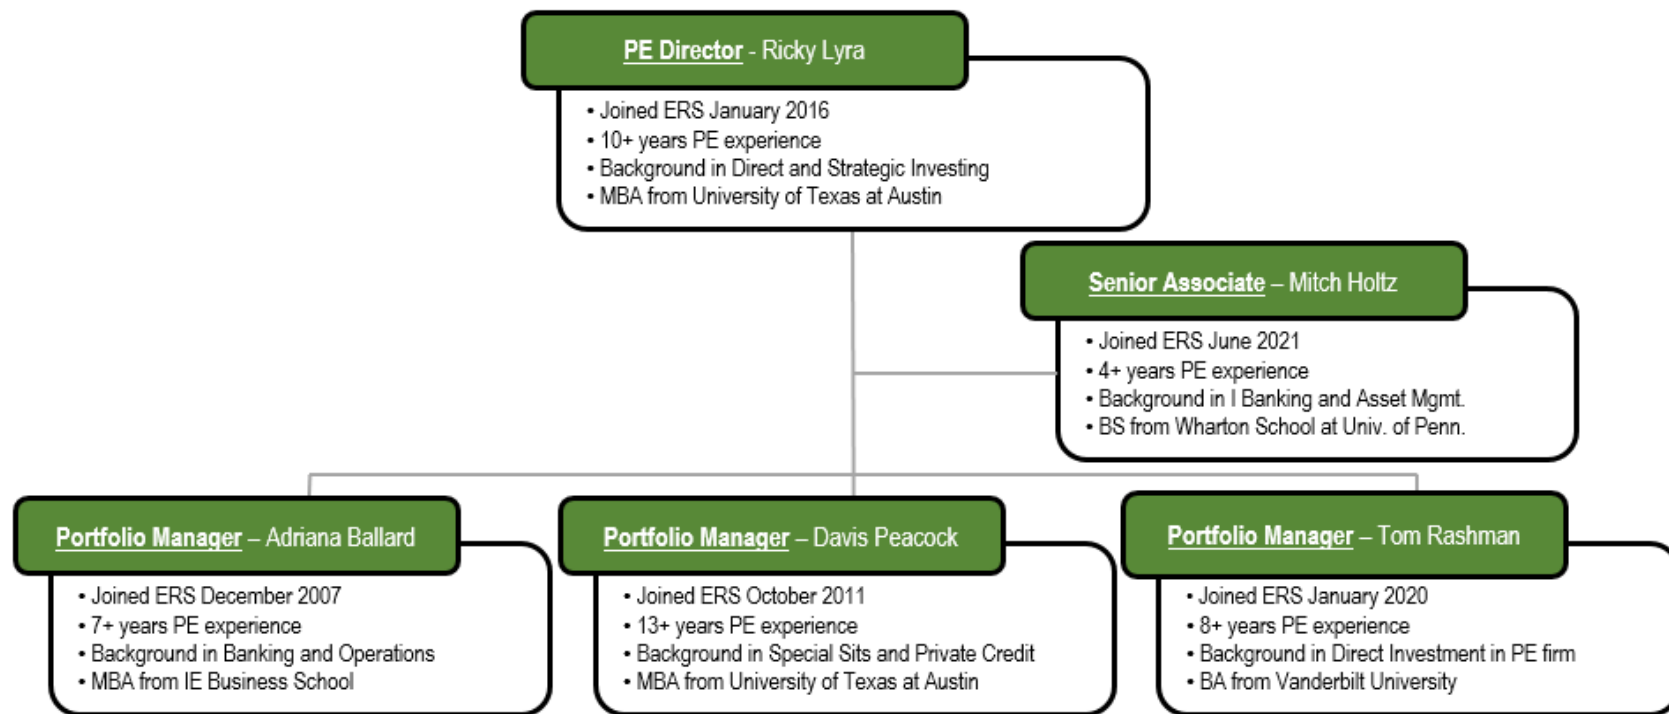 PE Director - Ricky Lyra
• Joined ERS January 2016
• 10+ years PE experience
• Background in Direct and Strategic Investing
• MBA from University of Texas at Austin
Senior Associate – Mitch Holtz
• Joined ERS June 2021
• 4+ years PE experience
• Background in I Banking and Asset Mgmt.
• BS from Wharton School at Univ. of Penn.
Portfolio Manager – Adriana Ballard
• Joined ERS December 2007
• 7+ years PE experience
• Background in Banking and Operations
• MBA from IE Business School
Portfolio Manager – Davis Peacock
• Joined ERS October 2011
• 13+ years PE experience
• Background in Special Sits and Private Credit
• MBA from University of Texas at Austin
Portfolio Manager – Tom Rashman
• Joined ERS January 2020
• 8+ years PE experience
• Background in Direct Investment in PE firm
• BA from Vanderbilt University